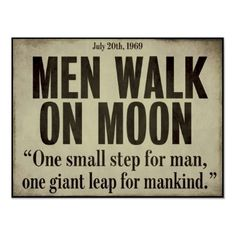 July 20th, 1969
MEN WALK
ON MOON
“One small step for man,
one giant leap for mankind.”